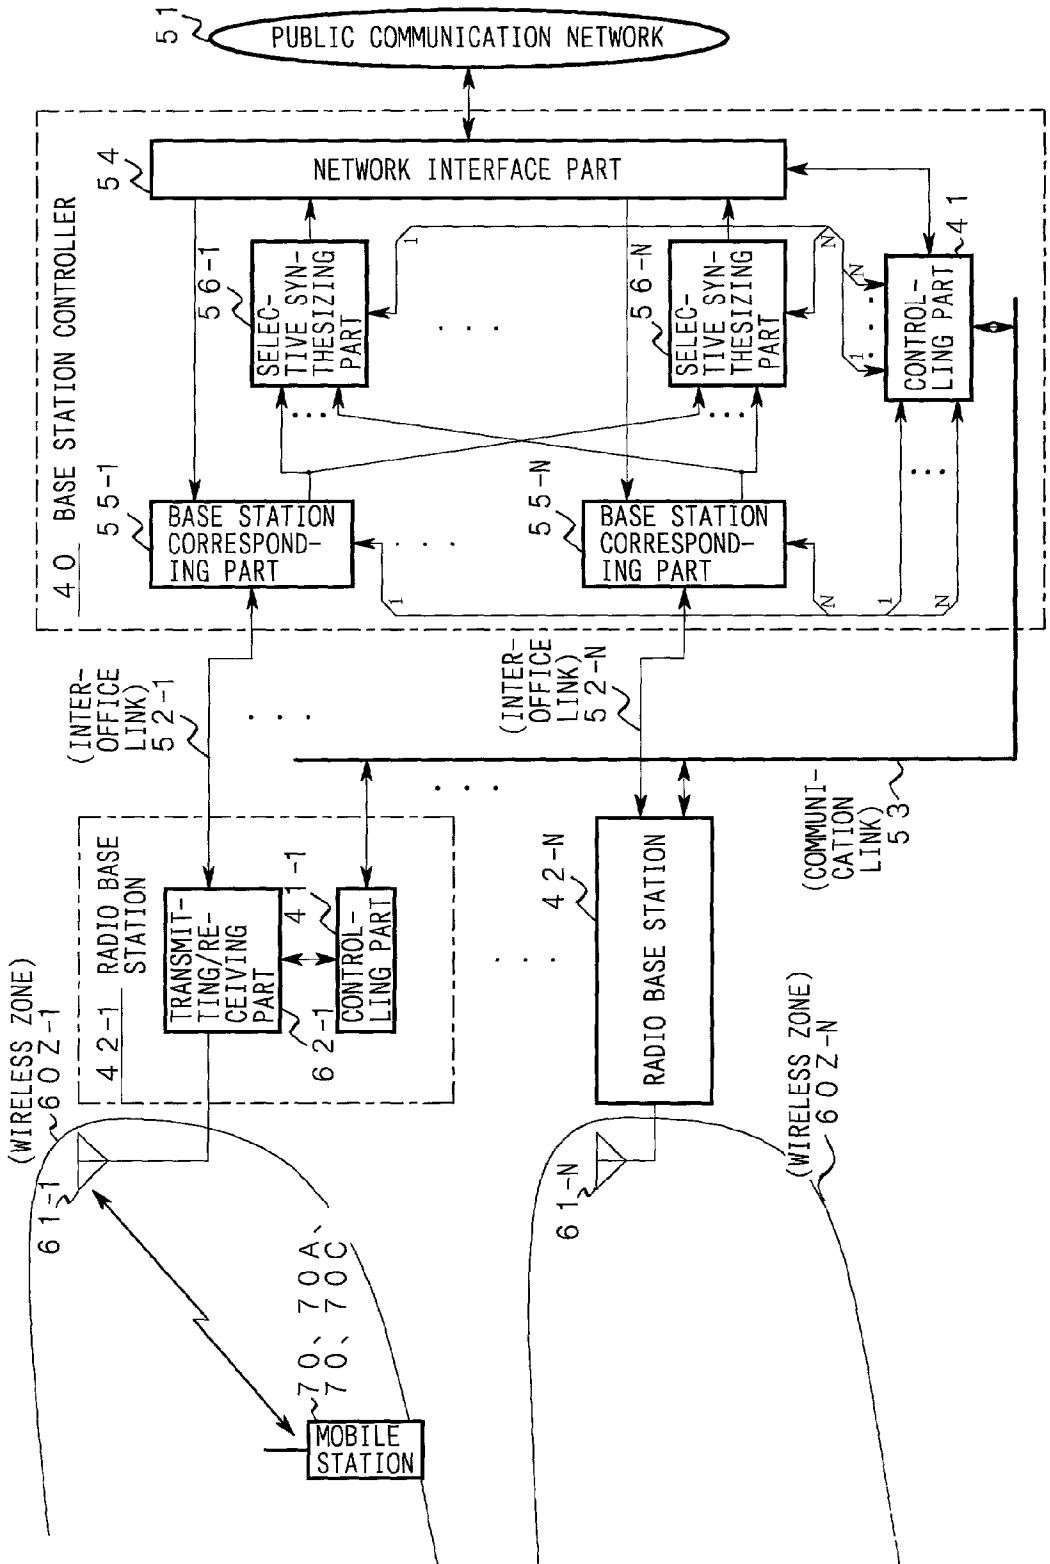 51
PUBLIC COMMUNICATION NETWORK
40 BASE STATION CONTROLLER
54
NETWORK INTERFACE PART
56-1
SELEC-
TIVE SYN-
THESIZING
PART
1
. . .
56-N
SELEC-
TIVE SYN-
THESIZING
PART
N
1
. . .
N
CONTROL-
LING PART
41
. . .
. . .
55-1
BASE STATION
CORRESPOND-
ING PART
1
. . .
55-N
BASE STATION
CORRESPOND-
ING PART
N
1
. . .
N
(INTER-
OFFICE
LINK)
52-1
. . .
(INTER-
OFFICE
LINK)
52-N
(COMMUNI-
CATION
LINK)
53
. . .
42-1 RADIO BASE
STATION
TRANSMIT-
TING/RE-
CEIVING
PART
62-1
41-1
CONTROL-
LING PART
. . .
42-N
RADIO BASE STATION
(WIRELESS ZONE)
60Z-1
61-1
(WIRELESS ZONE)
60Z-N
61-N
70、70A、
70、70C
MOBILE
STATION